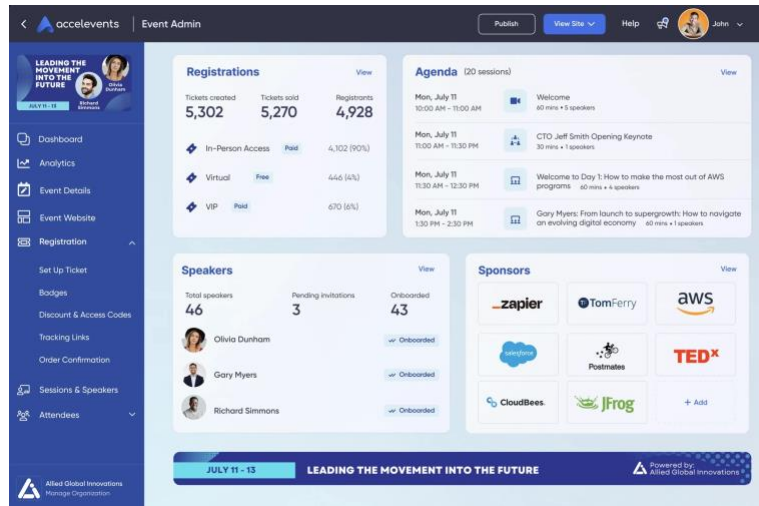 accelevents
Event Admin
Publish
View Site
Help
John
LEADING THE
MOVEMENT
INTO THE
FUTURE
Olivia
Dunham
JULY 11 - 13
Richard
Simmons
Dashboard
Analytics
Event Details
Event Website
Registration
Set Up Ticket
Badges
Discount & Access Codes
Tracking Links
Order Confirmation
Sessions & Speakers
Attendees
Allied Global Innovations
Manage Organization
Registrations
View
Tickets created
Tickets sold
Registrants
5,302
5,270
4,928
In-Person Access Paid 4,102 (90%)
Virtual Free 446 (4%)
VIP Paid 670 (6%)
Agenda (20 sessions)
View
Mon, July 11
10:00 AM - 11:00 AM
Welcome
60 mins • 5 speakers
Mon, July 11
11:00 AM - 11:30 PM
CTO Jeff Smith Opening Keynote
30 mins • 1 speakers
Mon, July 11
11:30 AM - 12:30 PM
Welcome to Day 1: How to make the most out of AWS
programs 60 mins • 4 speakers
Mon, July 11
1:30 PM - 2:30 PM
Gary Myers: From launch to supergrowth: How to navigate
an evolving digital economy 60 mins • 1 speakers
Speakers
View
Total speakers
Pending invitations
Onboarded
46
3
43
Olivia Dunham Onboarded
Gary Myers Onboarded
Richard Simmons Onboarded
Sponsors
View
zapier
TomFerry
aws
salesforce
Postmates
TEDx
CloudBees.
JFrog
+ Add
JULY 11 - 13
LEADING THE MOVEMENT INTO THE FUTURE
Powered by:
Allied Global Innovations